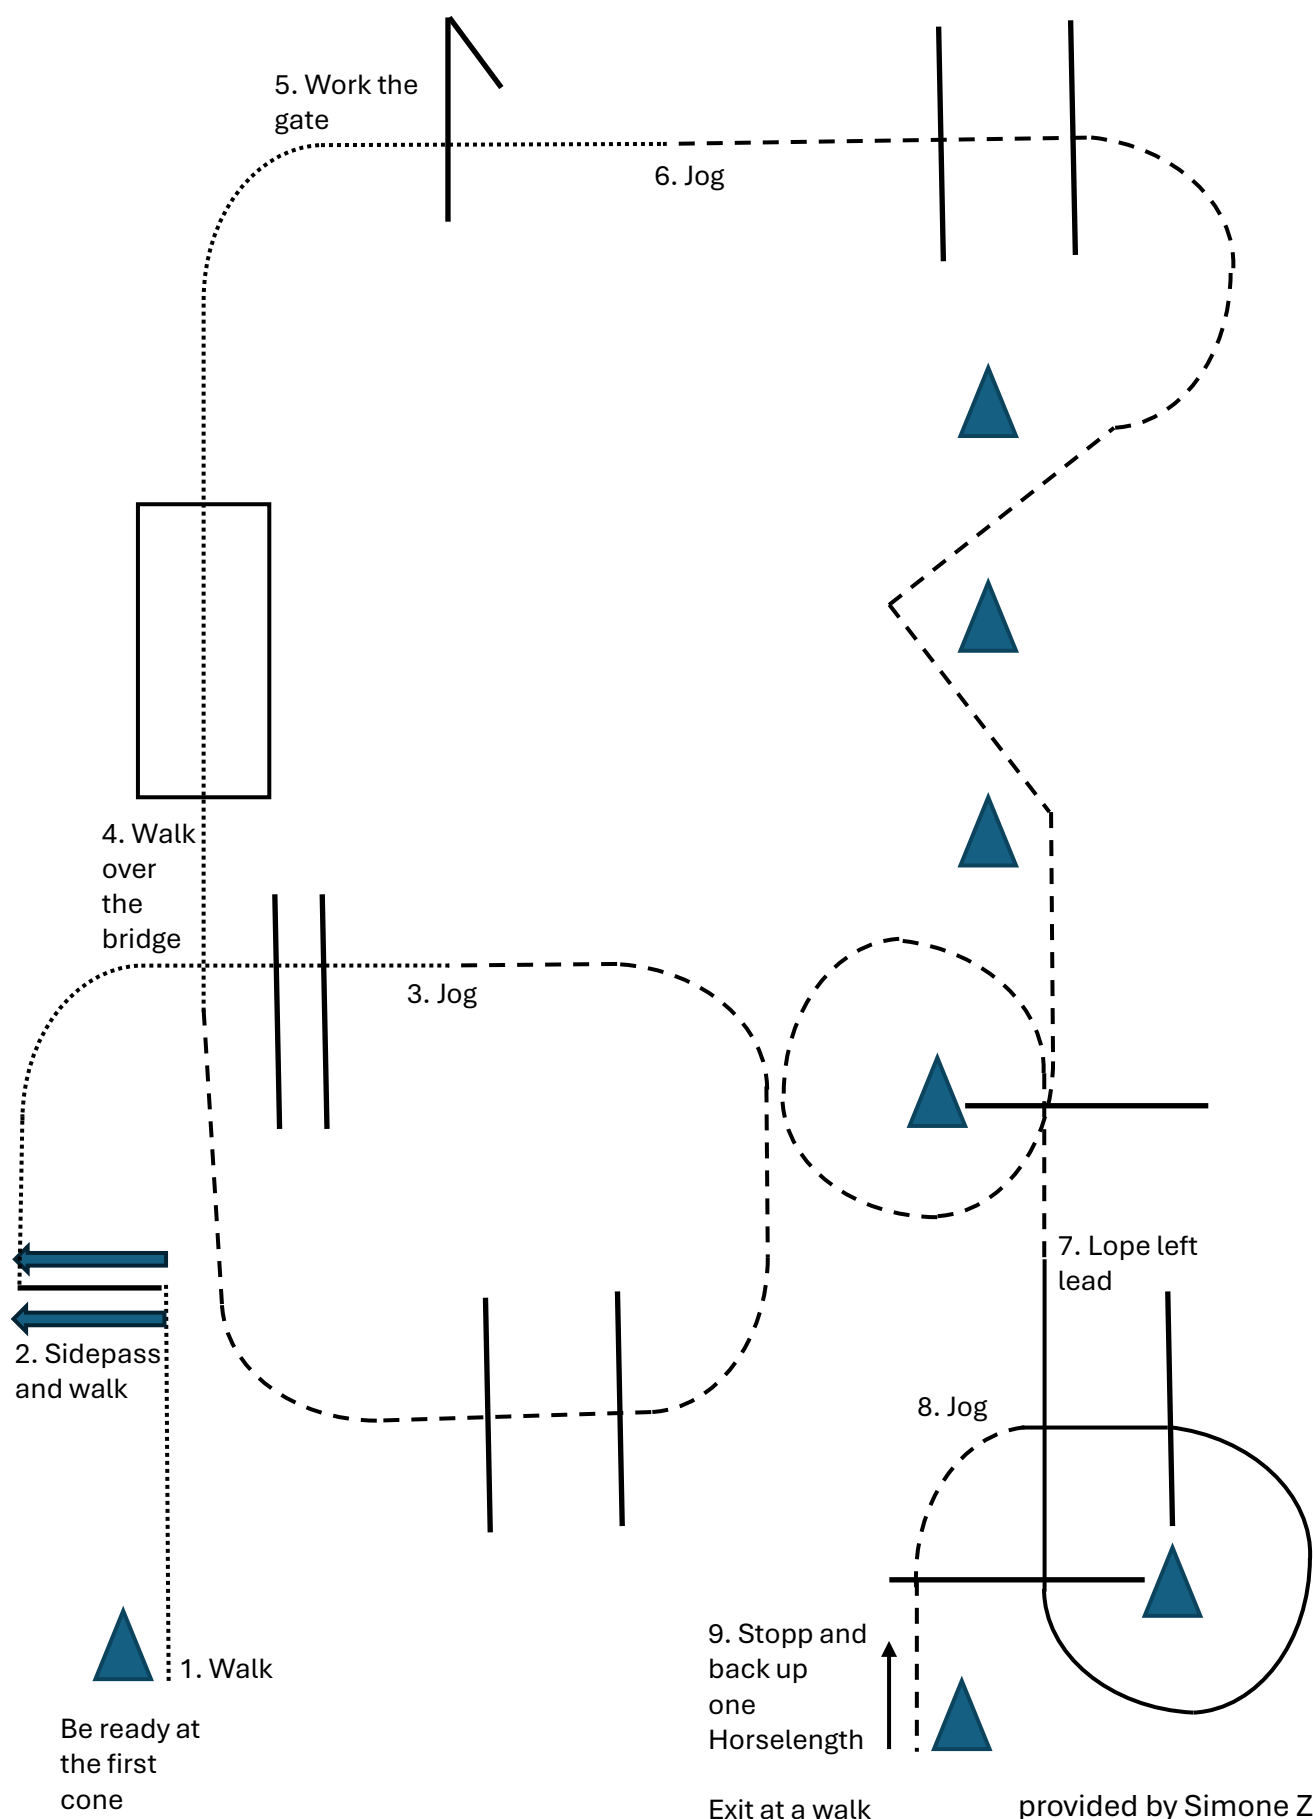 5. Work the
gate
6. Jog
4. Walk
over
the
bridge
3. Jog
7. Lope left
lead
2. Sidepass
and walk
8. Jog
9. Stopp and
back up
one
Horselength
1. Walk
Be ready at
the first
cone
Exit at a walk
provided by Simone Z